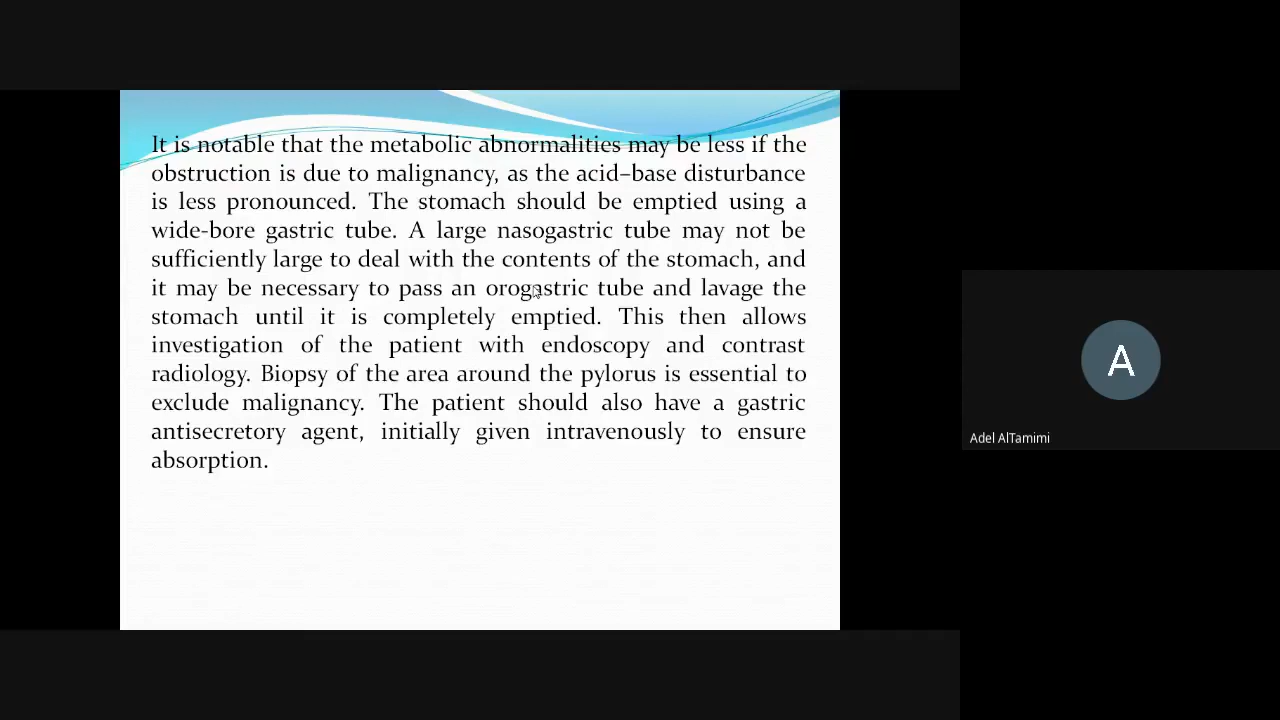 It is notable that the metabolic abnormalities may be less if the
obstruction is due to malignancy, as the acid–base disturbance
is less pronounced. The stomach should be emptied using a
wide-bore gastric tube. A large nasogastric tube may not be
sufficiently large to deal with the contents of the stomach, and
it may be necessary to pass an orogastric tube and lavage the
stomach until it is completely emptied. This then allows
investigation of the patient with endoscopy and contrast
radiology. Biopsy of the area around the pylorus is essential to
exclude malignancy. The patient should also have a gastric
antisecretory agent, initially given intravenously to ensure
absorption.
A
Adel AlTamimi